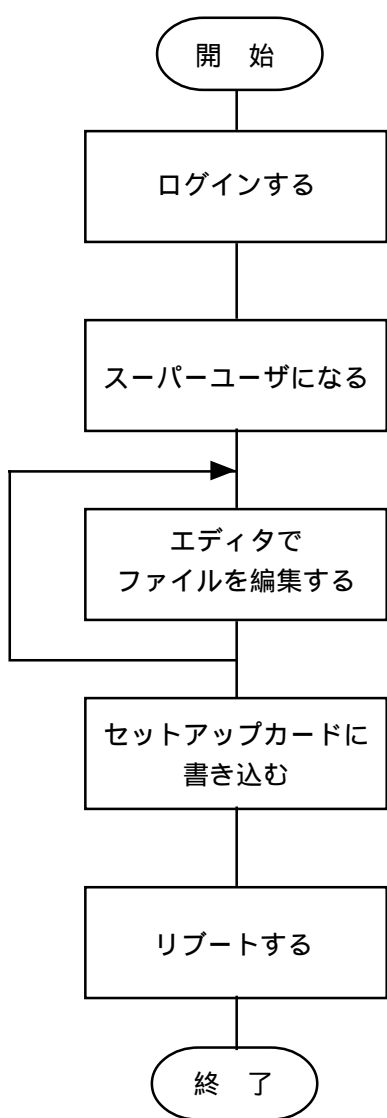 開　始
ログインする
スーパーユーザになる
エディタで
ファイルを編集する
セットアップカードに
書き込む
リブートする
終　了